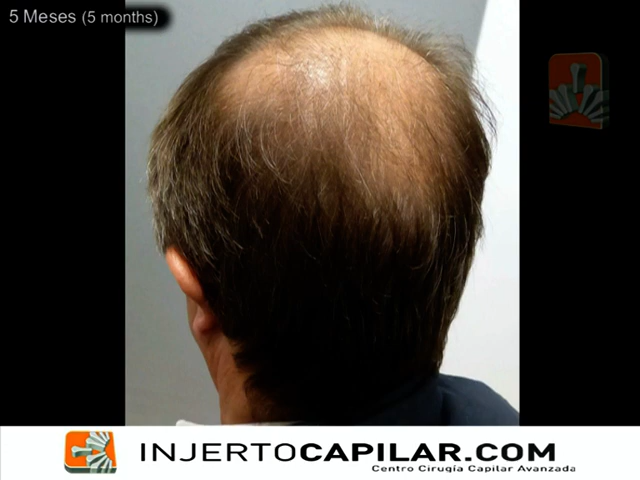 5 Meses (5 months)
INJERTOCAPILAR.COM
Centro Cirugía Capilar Avanzada